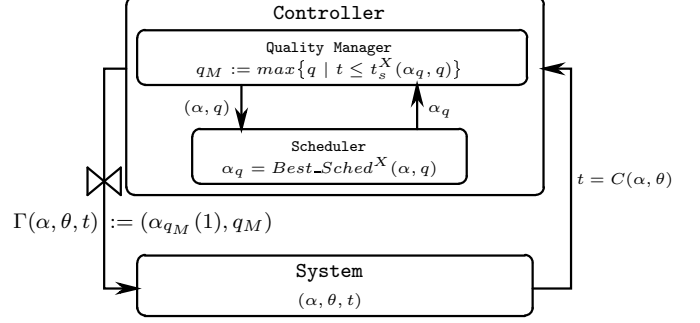 Controller
Quality Manager
q_M := max{q | t ≤ t_s^X(α_q, q)}
(α, q)
α_q
Scheduler
α_q = Best_Sched^X(α, q)
t = C(α, θ)
Γ(α, θ, t) := (α_{q_M}(1), q_M)
System
(α, θ, t)